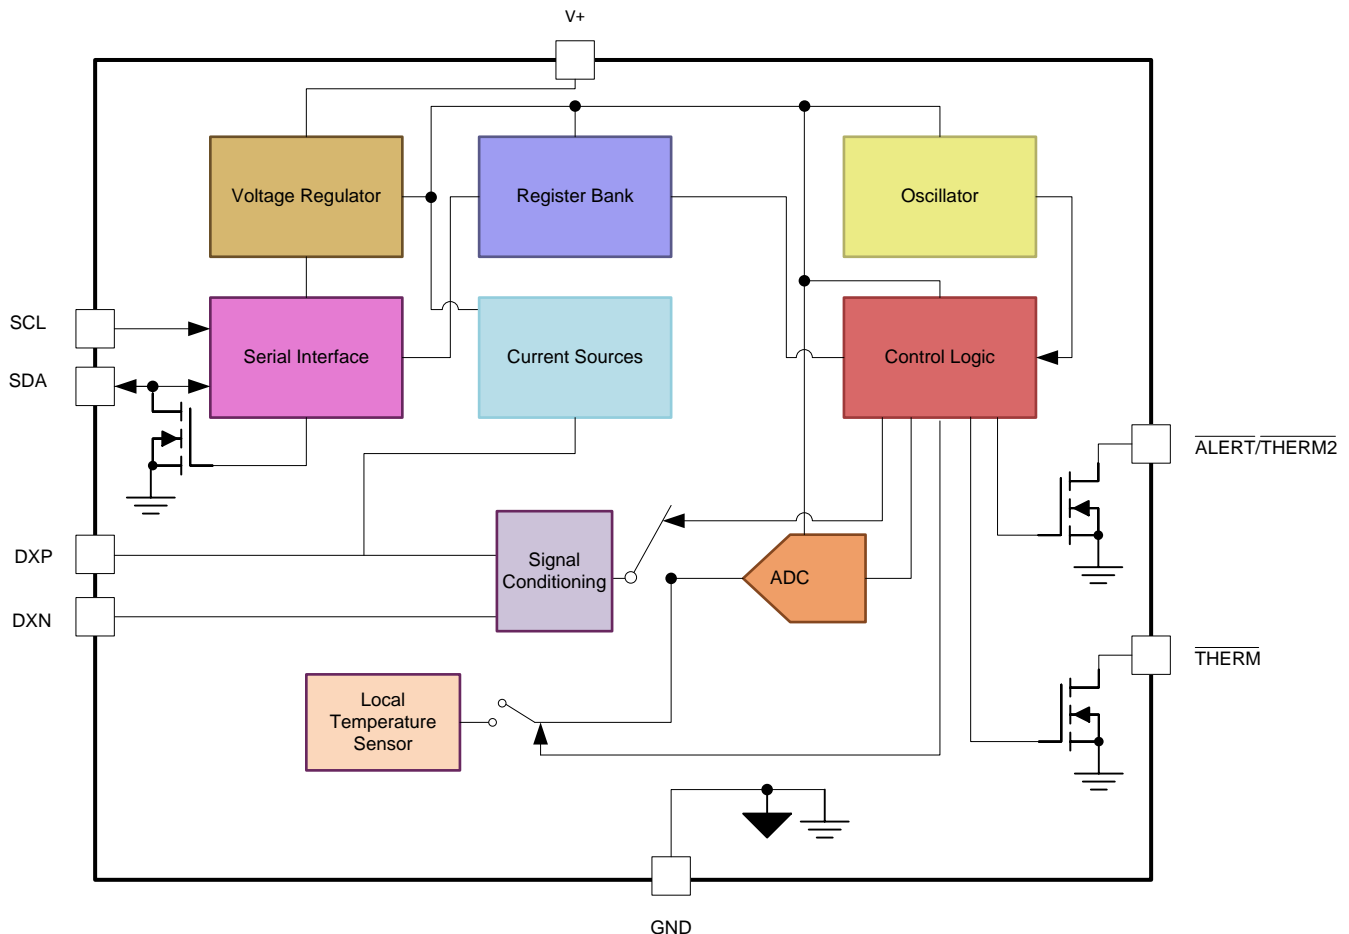 V+
Voltage Regulator
Register Bank
Oscillator
SCL
Serial Interface
Current Sources
Control Logic
SDA
ALERT/THERM2
DXP
Signal
Conditioning
ADC
DXN
THERM
Local
Temperature
Sensor
GND